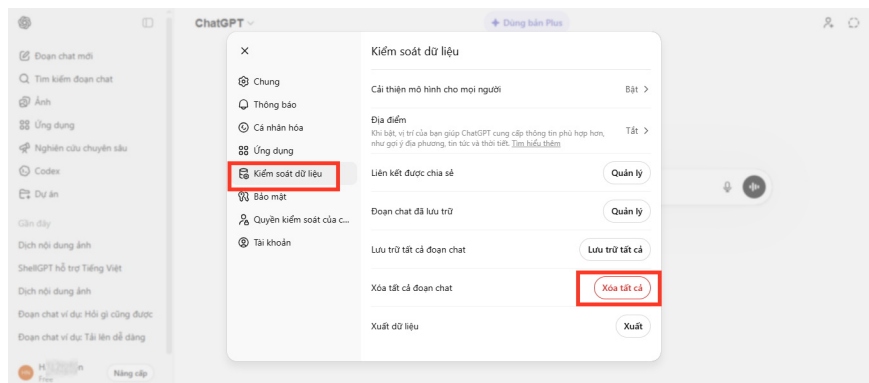 ChatGPT
Dùng bản Plus
Đoạn chat mới
Tìm kiếm đoạn chat
Ảnh
Ứng dụng
Nghiên cứu chuyên sâu
Codex
Dự án
Gần đây
Dịch nội dung ảnh
ShellGPT hỗ trợ Tiếng Việt
Dịch nội dung ảnh
Đoạn chat ví dụ: Hỏi gì cũng được
Đoạn chat ví dụ: Tải lên dễ dàng
Free
Nâng cấp
Chung
Thông báo
Cá nhân hóa
Ứng dụng
Kiểm soát dữ liệu
Bảo mật
Quyền kiểm soát của c...
Tài khoản
Kiểm soát dữ liệu
Cải thiện mô hình cho mọi người
Bật
Địa điểm
Khi bật, vị trí của bạn giúp ChatGPT cung cấp thông tin phù hợp hơn,
như gợi ý địa phương, tin tức và thời tiết. Tìm hiểu thêm
Tắt
Liên kết được chia sẻ
Quản lý
Đoạn chat đã lưu trữ
Quản lý
Lưu trữ tất cả đoạn chat
Lưu trữ tất cả
Xóa tất cả đoạn chat
Xóa tất cả
Xuất dữ liệu
Xuất